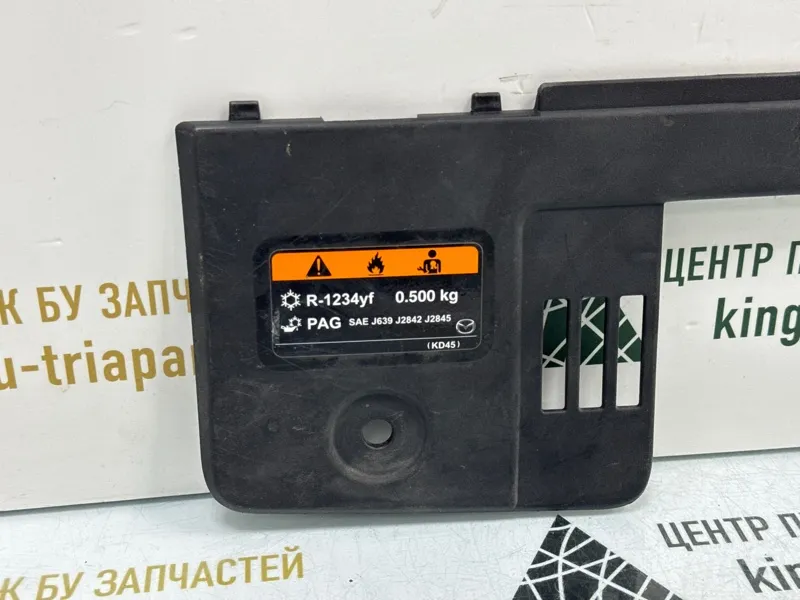 R-1234yf 0.500 kg
PAG SAE J639 J2842 J2845
(KD45)
К БУ ЗАПЧ
u-triapar
ЦЕНТР П
king
К БУ ЗАПЧАСТЕЙ
ЦЕНТР П
king